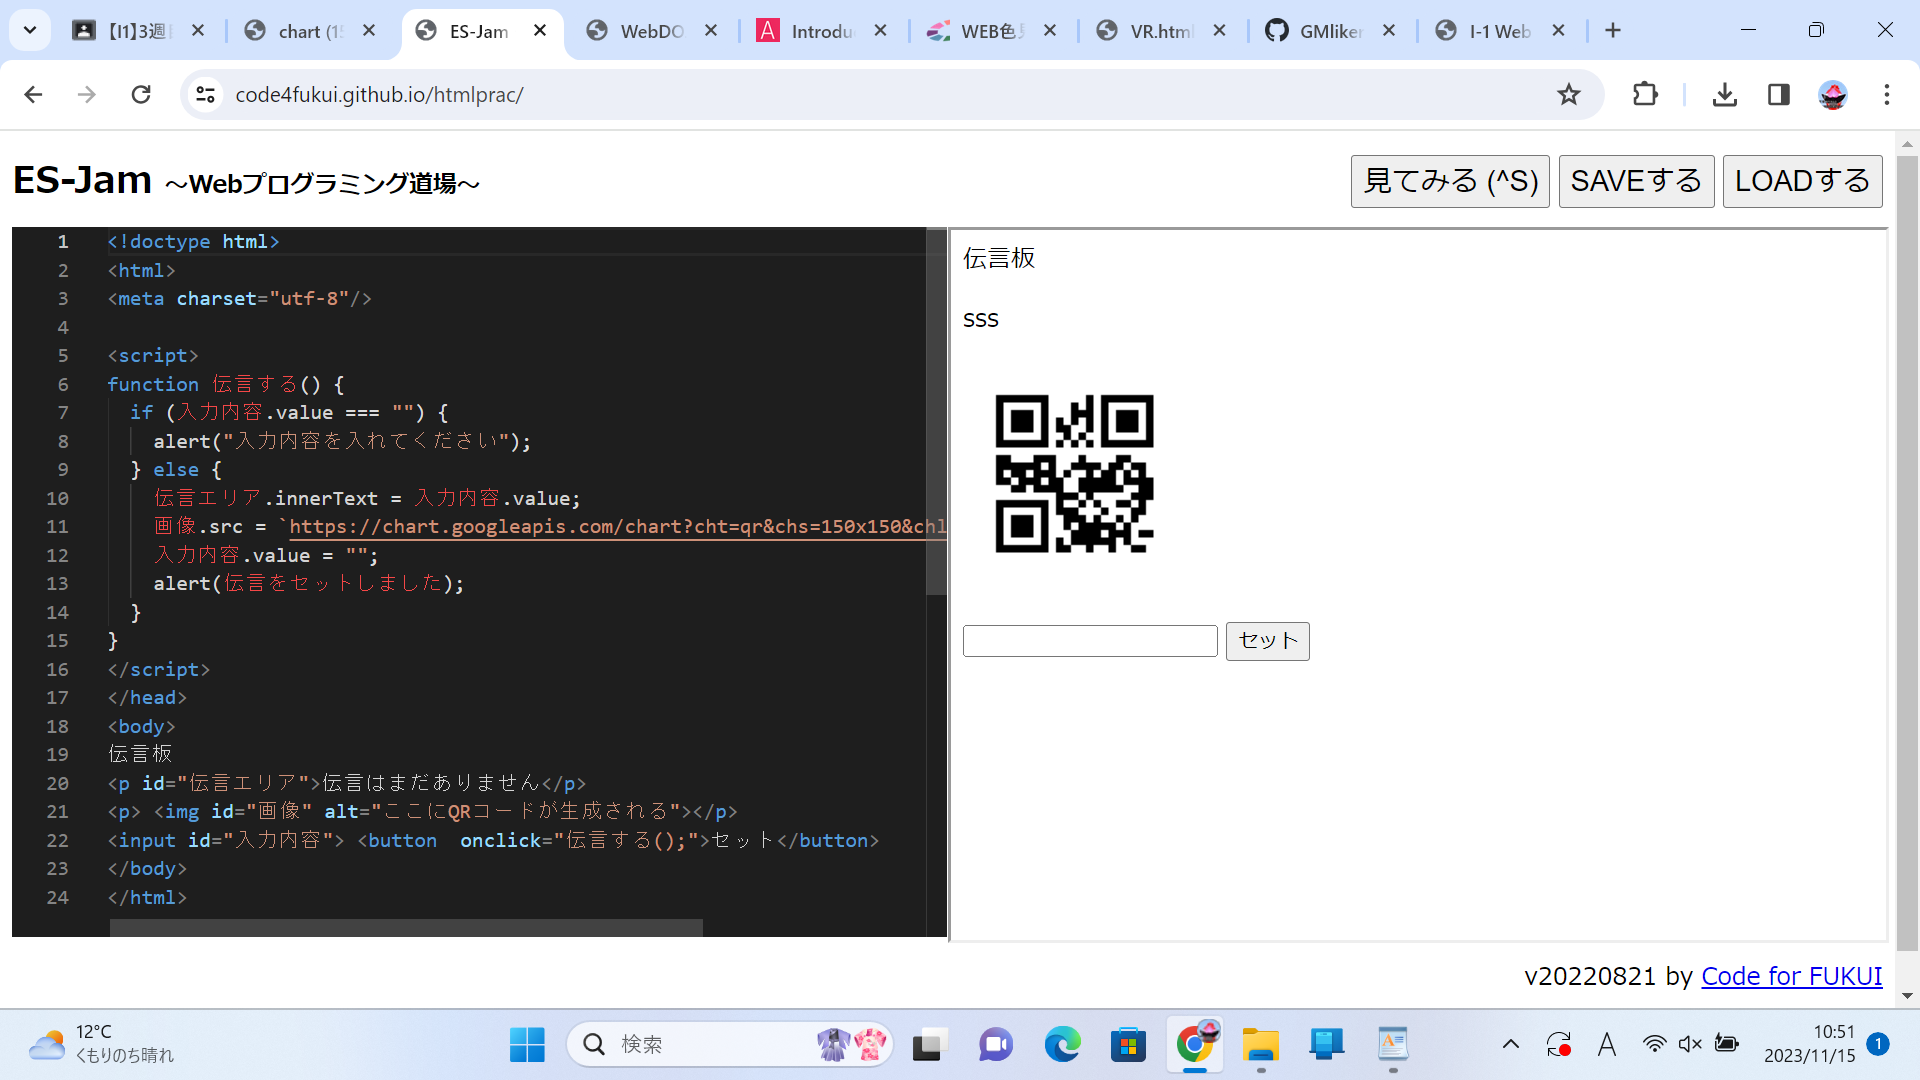 【I1】3週
chart (15
ES-Jam
WebDO
Introdu
WEB色
VR.html
GMliker
I-1 Web
code4fukui.github.io/htmlprac/
ES-Jam ～Webプログラミング道場～
見てみる (^S)
SAVEする
LOADする
1 <!doctype html>
2 <html>
3 <meta charset="utf-8"/>
4
5 <script>
6 function 伝言する() {
7 if (入力内容.value === "") {
8 alert("入力内容を入れてください");
9 } else {
10 伝言エリア.innerText = 入力内容.value;
11 画像.src = `https://chart.googleapis.com/chart?cht=qr&chs=150x150&chl
12 入力内容.value = "";
13 alert(伝言をセットしました);
14 }
15 }
16 </script>
17 </head>
18 <body>
19 伝言板
20 <p id="伝言エリア">伝言はまだありません</p>
21 <p> <img id="画像" alt="ここにQRコードが生成される"></p>
22 <input id="入力内容"> <button  onclick="伝言する();">セット</button>
23 </body>
24 </html>
伝言板
sss
セット
v20220821 by Code for FUKUI
12°C
くもりのち晴れ
検索
A
10:51
2023/11/15
1